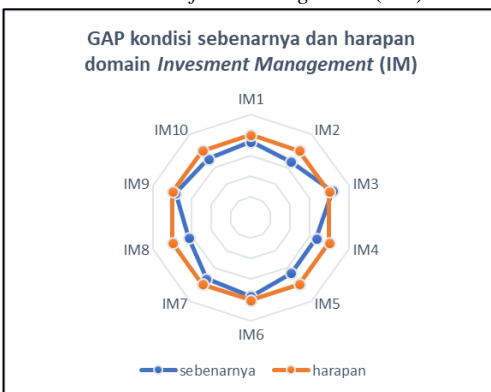 GAP kondisi sebenarnya dan harapan
domain Invesment Management (IM)
IM1
IM2
IM3
IM4
IM5
IM6
IM7
IM8
IM9
IM10
sebenarnya
harapan